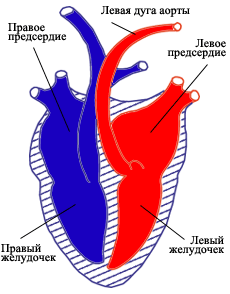 Левая дуга аорты
Правое
предсердие
Левое
предсердие
Правый
желудочек
Левый
желудочек